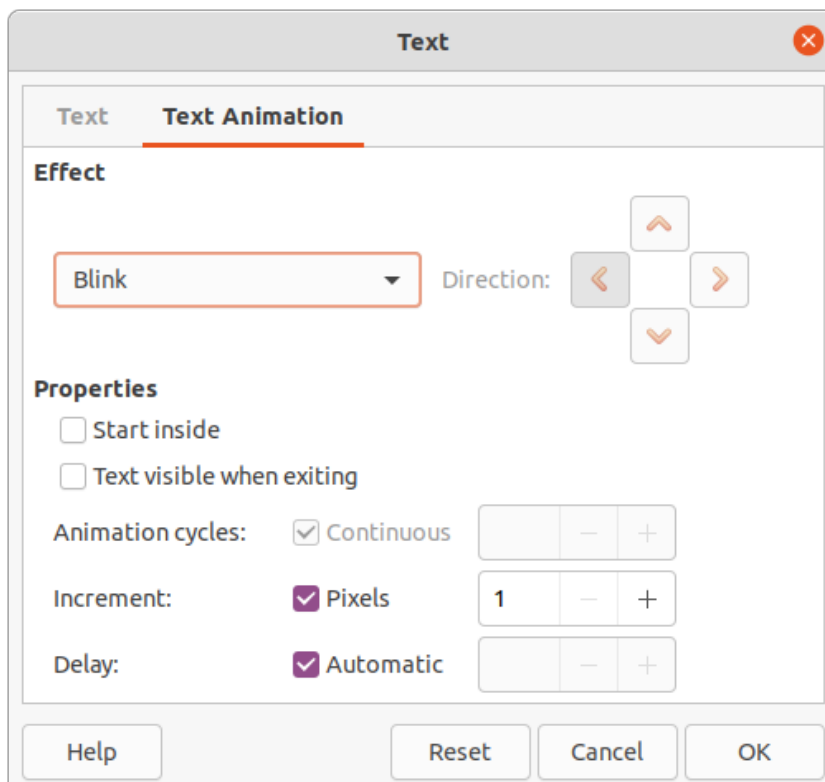 Text
Text Text Animation
Effect
Blink Direction:
Properties
Start inside
Text visible when exiting
Animation cycles: Continuous
Increment: Pixels 1
Delay: Automatic
Help Reset Cancel OK